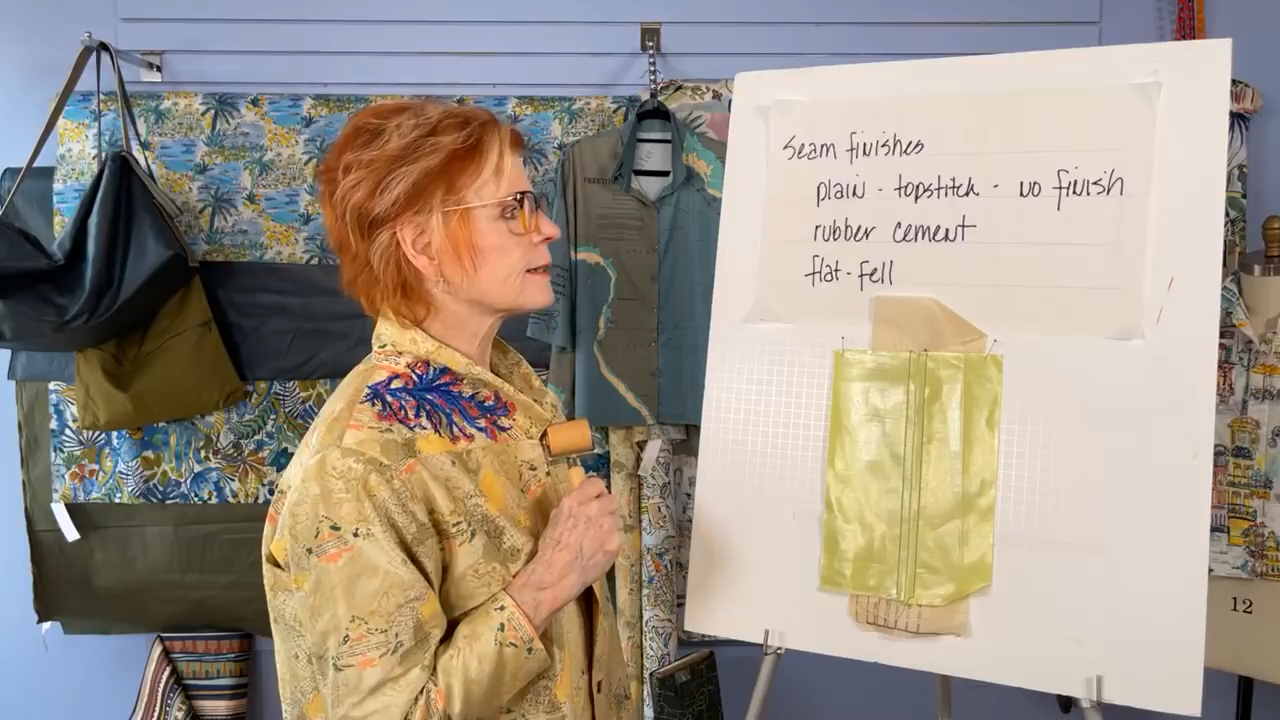 Seam finishes
plain - topstitch - no finish
rubber cement
flat-fell
12